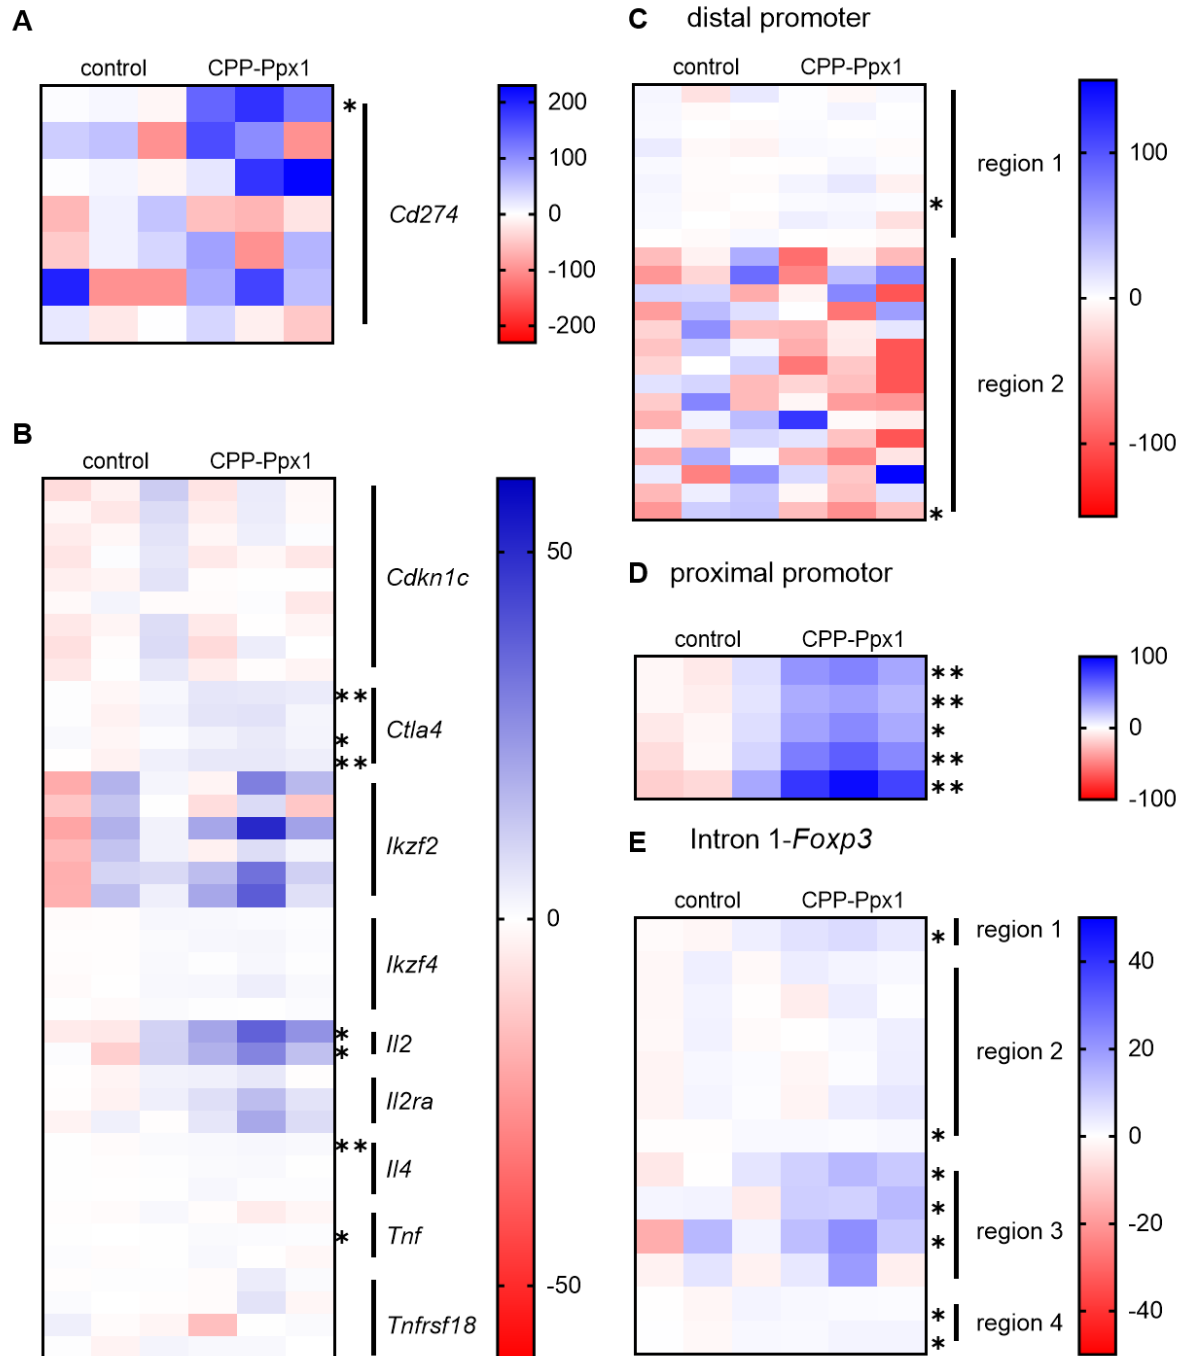 A
control CPP-Ppx1
*
Cd274
200
100
0
-100
-200
B
control CPP-Ppx1
Cdkn1c
**
*
**
Ctla4
Ikzf2
Ikzf4
*
*
Il2
Il2ra
**
Il4
*
Tnf
Tnfrsf18
50
0
-50
C distal promoter
control CPP-Ppx1
region 1
*
region 2
*
100
0
-100
D proximal promotor
control CPP-Ppx1
**
**
*
**
**
100
0
-100
E Intron 1-Foxp3
control CPP-Ppx1
* region 1
region 2
*
*
*
region 3
*
*
region 4
*
40
20
0
-20
-40